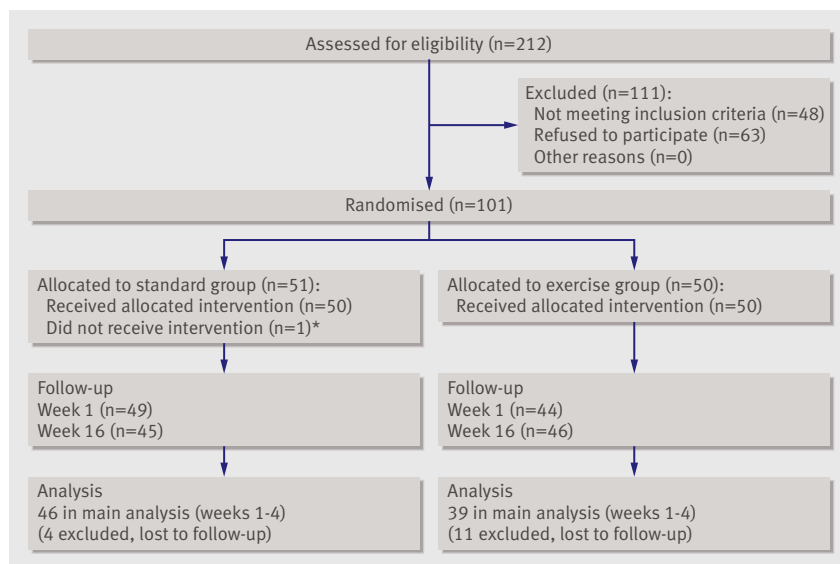 Assessed for eligibility (n=212)
Excluded (n=111):
Not meeting inclusion criteria (n=48)
Refused to participate (n=63)
Other reasons (n=0)
Randomised (n=101)
Allocated to standard group (n=51):
Received allocated intervention (n=50)
Did not receive intervention (n=1)*
Allocated to exercise group (n=50):
Received allocated intervention (n=50)
Follow-up
Week 1 (n=49)
Week 16 (n=45)
Follow-up
Week 1 (n=44)
Week 16 (n=46)
Analysis
46 in main analysis (weeks 1-4)
(4 excluded, lost to follow-up)
Analysis
39 in main analysis (weeks 1-4)
(11 excluded, lost to follow-up)